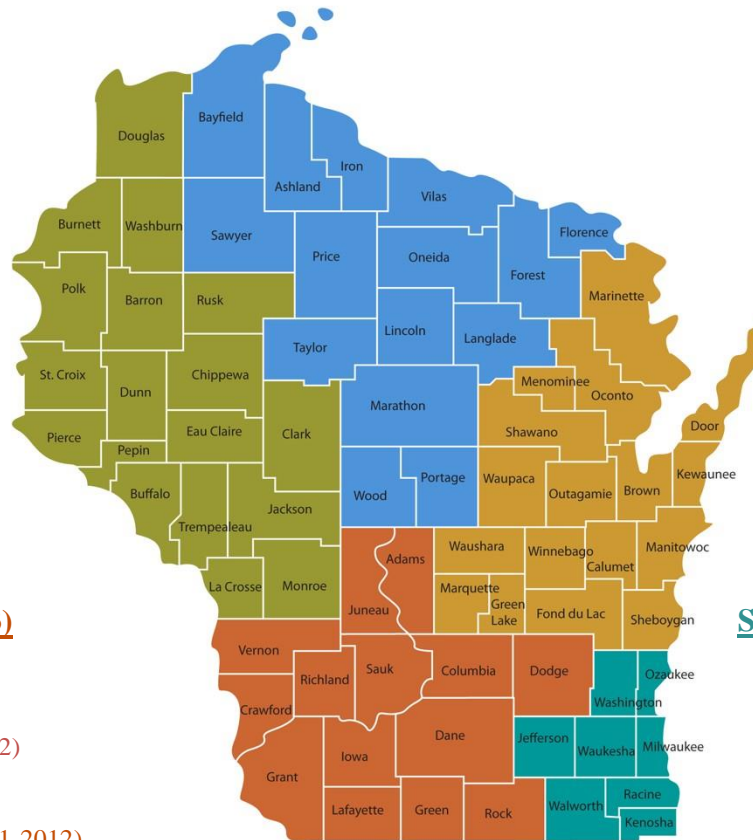 Bayfield
Douglas
Iron
Ashland
Vilas
Burnett
Washburn
Sawyer
Florence
Price
Oneida
Forest
Polk
Barron
Rusk
Marinette
Lincoln
Taylor
Langlade
St. Croix
Chippewa
Dunn
Menominee
Oconto
Marathon
Door
Pierce
Eau Claire
Clark
Shawano
Pepin
Kewaunee
Portage
Waupaca
Buffalo
Wood
Outagamie
Brown
Jackson
Trempealeau
Waushara
Winnebago
Manitowoc
Adams
Calumet
La Crosse
Monroe
Marquette
Juneau
Green
Lake
Fond du Lac
Sheboygan
)
S
Vernon
Sauk
Columbia
Dodge
Richland
Ozaukee
Washington
Crawford
2)
Dane
Jefferson
Waukesha
Milwaukee
Iowa
Grant
Racine
Lafayette
Green
Rock
Walworth
Kenosha
1 2012)